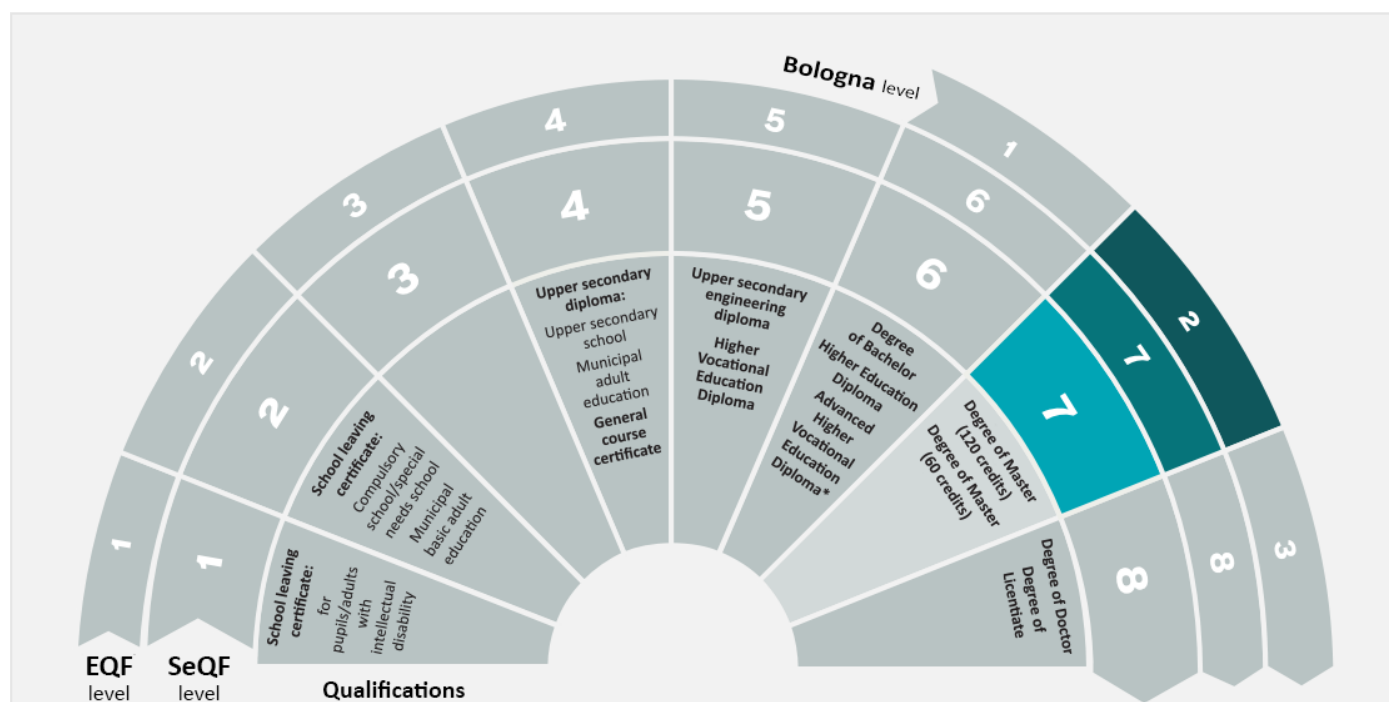 Bologna level
1
2
3
4
5
6
7
8
1
2
3
4
5
6
7
8
1
2
3
School leaving
certificate:
for
pupils/adults
with
intellectual
disability
School leaving
certificate:
Compulsory
school/special
needs school
Municipal
basic adult
education
Upper secondary
diploma:
Upper secondary
school
Municipal
adult
education
General
course
certificate
Upper secondary
engineering
diploma
Higher
Vocational
Education
Diploma
Degree
of Bachelor
Higher Education
Diploma
Advanced
Higher
Vocational
Education
Diploma*
Degree of Master
(120 credits)
Degree of Master
(60 credits)
Degree of Doctor
Degree of
Licentiate
EQF
level
SeQF
level
Qualifications